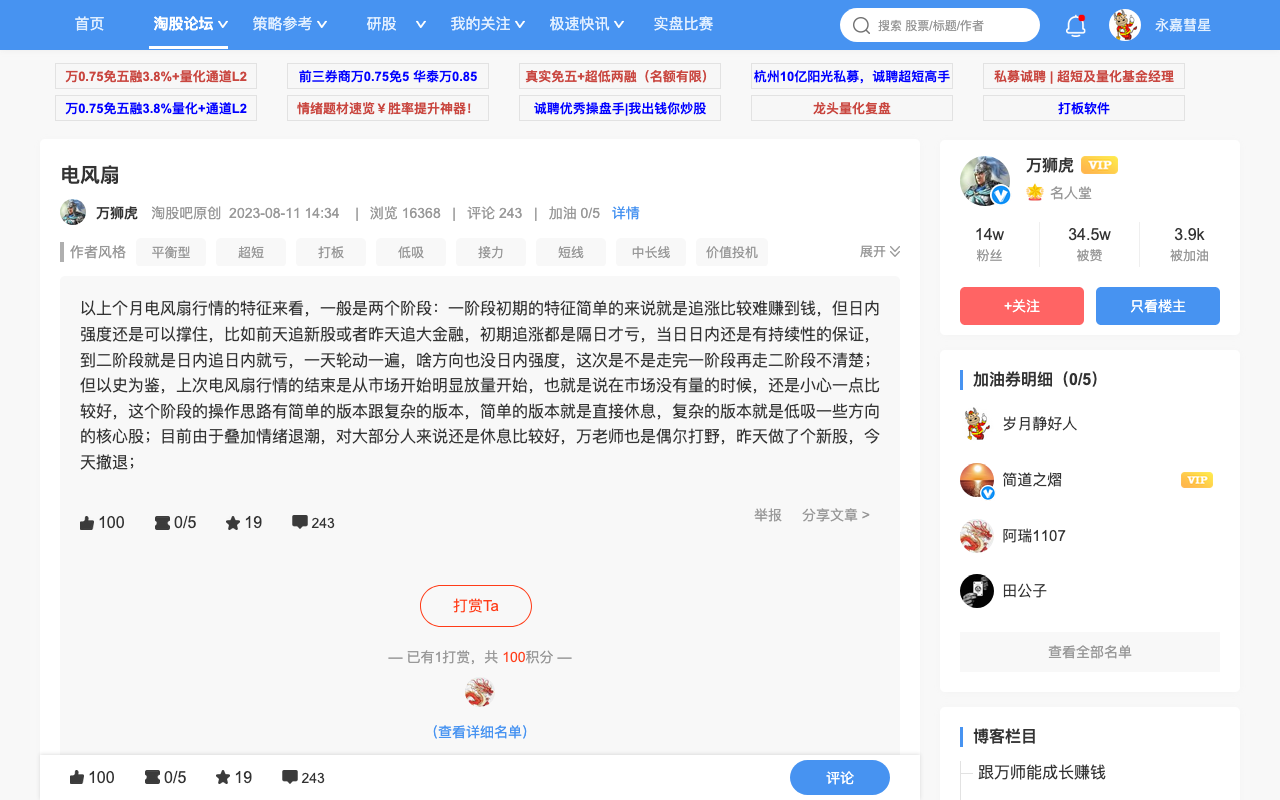 首页 淘股论坛 策略参考 研股 我的关注 极速快讯 实盘比赛 搜索 股票/标题/作者 永嘉彗星
万0.75免五融3.8%+量化通道L2 前三券商万0.75免5 华泰万0.85 真实免五+超低两融（名额有限） 杭州10亿阳光私募，诚聘超短高手 私募诚聘 | 超短及量化基金经理
万0.75免五融3.8%量化+通道L2 情绪题材速览￥胜率提升神器！ 诚聘优秀操盘手|我出钱你炒股 龙头量化复盘 打板软件
电风扇
万狮虎 淘股吧原创 2023-08-11 14:34 | 浏览 16368 | 评论 243 | 加油 0/5 详情
作者风格 平衡型 超短 打板 低吸 接力 短线 中长线 价值投机 展开
以上个月电风扇行情的特征来看，一般是两个阶段：一阶段初期的特征简单的来说就是追涨比较难赚到钱，但日内
强度还是可以撑住，比如前天追新股或者昨天追大金融，初期追涨都是隔日才亏，当日日内还是有持续性的保证，
到二阶段就是日内追日内就亏，一天轮动一遍，啥方向也没日内强度，这次是不是走完一阶段再走二阶段不清楚；
但以史为鉴，上次电风扇行情的结束是从市场开始明显放量开始，也就是说在市场没有量的时候，还是小心一点比
较好，这个阶段的操作思路有简单的版本跟复杂的版本，简单的版本就是直接休息，复杂的版本就是低吸一些方向
的核心股；目前由于叠加情绪退潮，对大部分人来说还是休息比较好，万老师也是偶尔打野，昨天做了个新股，今
天撤退；
100 0/5 19 243 举报 分享文章 >
打赏Ta
— 已有1打赏，共 100积分 —
（查看详细名单）
100 0/5 19 243 评论
万狮虎 VIP
名人堂
14w 34.5w 3.9k
粉丝 被赞 被加油
+关注 只看楼主
加油券明细（0/5）
岁月静好人
简道之熠 VIP
阿瑞1107
田公子
查看全部名单
博客栏目
跟万师能成长赚钱